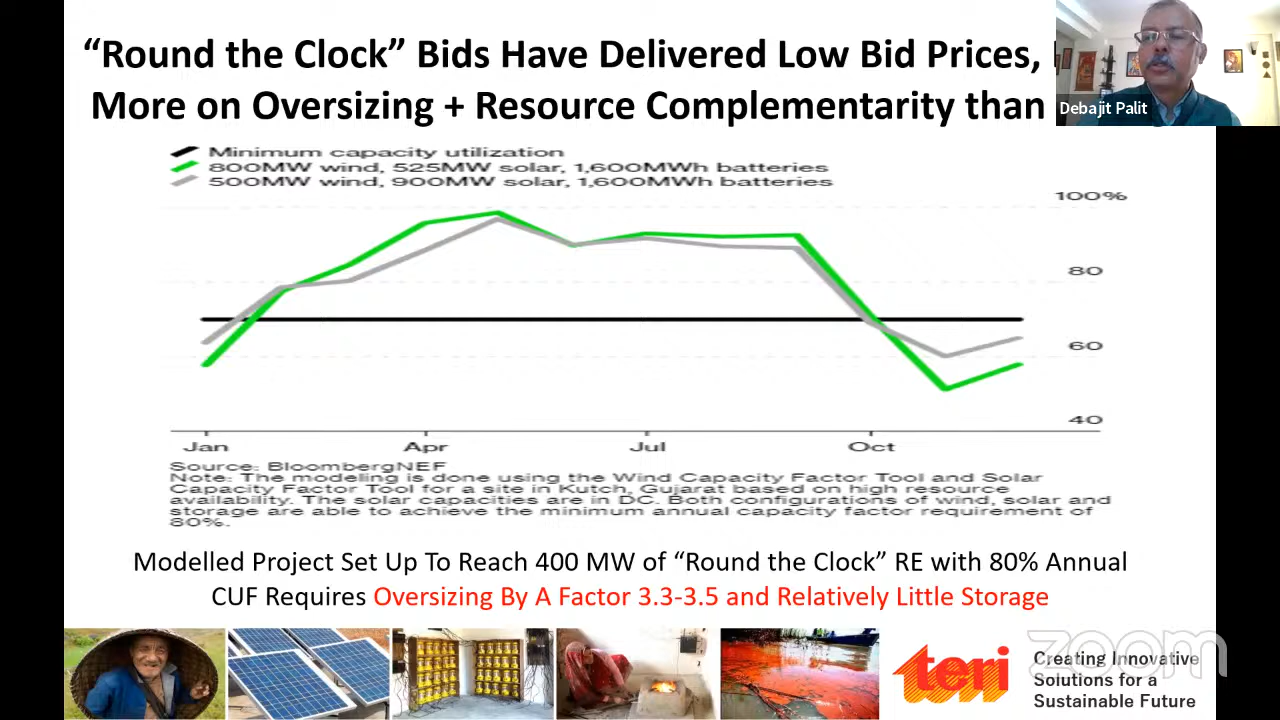 “Round the Clock” Bids Have Delivered Low Bid Prices,
More on Oversizing + Resource Complementarity than
Debajit Palit
Minimum capacity utilization
800MW wind, 525MW solar, 1,600MWh batteries
500MW wind, 900MW solar, 1,600MWh batteries
100%
80
60
40
Jan Apr Jul Oct
Source: BloombergNEF
Note: The modeling is done using the Wind Capacity Factor Tool and Solar
Capacity Factor Tool for a site in Kutch, Gujarat based on high resource
availability. The solar capacities are in DC. Both configurations of wind, solar and
storage are able to achieve the minimum annual capacity factor requirement of
80%.
Modelled Project Set Up To Reach 400 MW of “Round the Clock” RE with 80% Annual
CUF Requires Oversizing By A Factor 3.3-3.5 and Relatively Little Storage
teri
Creating Innovative
Solutions for a
Sustainable Future
zoom